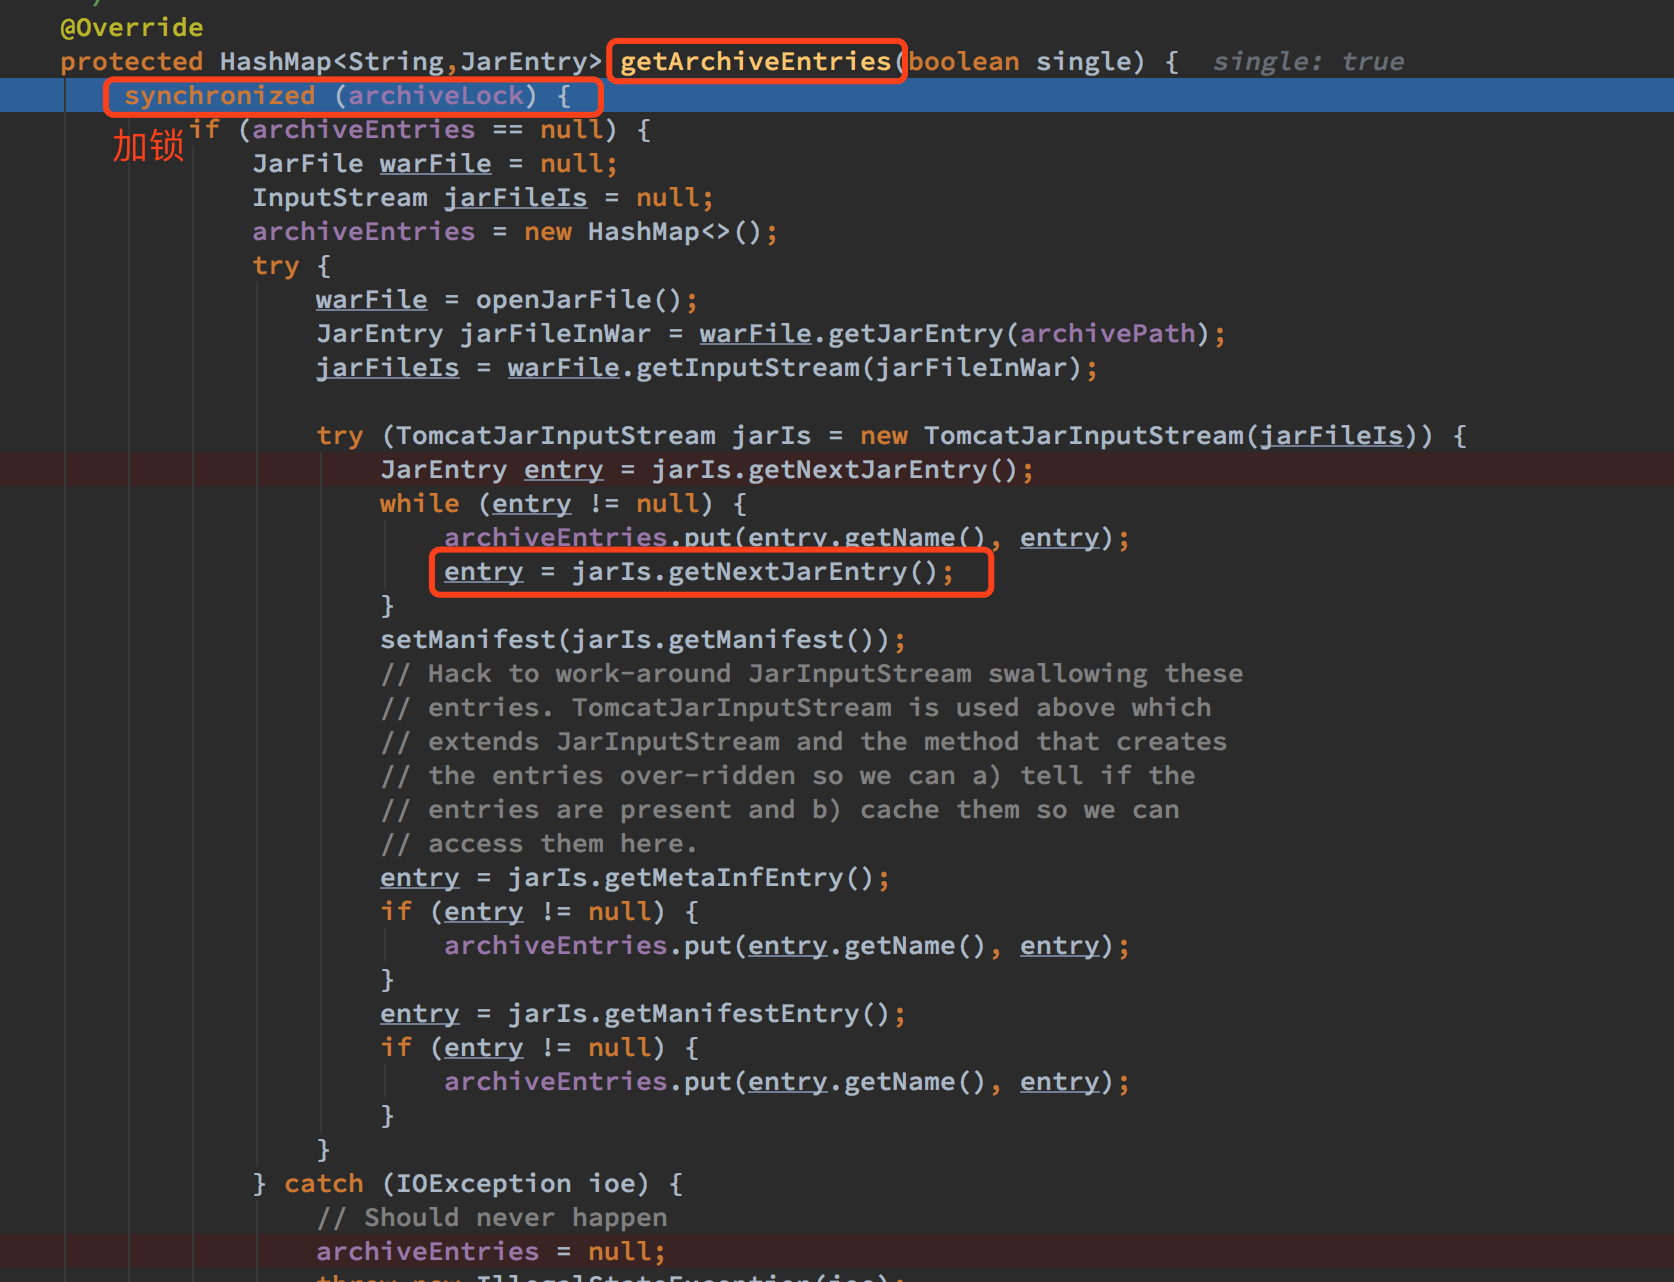 @Override
protected HashMap<String,JarEntry> getArchiveEntries(boolean single) {  single: true
synchronized (archiveLock) {
加锁
if (archiveEntries == null) {
JarFile warFile = null;
InputStream jarFileIs = null;
archiveEntries = new HashMap<>();
try {
warFile = openJarFile();
JarEntry jarFileInWar = warFile.getJarEntry(archivePath);
jarFileIs = warFile.getInputStream(jarFileInWar);
try (TomcatJarInputStream jarIs = new TomcatJarInputStream(jarFileIs)) {
JarEntry entry = jarIs.getNextJarEntry();
while (entry != null) {
archiveEntries.put(entry.getName(), entry);
entry = jarIs.getNextJarEntry();
}
setManifest(jarIs.getManifest());
// Hack to work-around JarInputStream swallowing these
// entries. TomcatJarInputStream is used above which
// extends JarInputStream and the method that creates
// the entries over-ridden so we can a) tell if the
// entries are present and b) cache them so we can
// access them here.
entry = jarIs.getMetaInfEntry();
if (entry != null) {
archiveEntries.put(entry.getName(), entry);
}
entry = jarIs.getManifestEntry();
if (entry != null) {
archiveEntries.put(entry.getName(), entry);
}
}
} catch (IOException ioe) {
// Should never happen
archiveEntries = null;
throw new IllegalStateException(ioe);